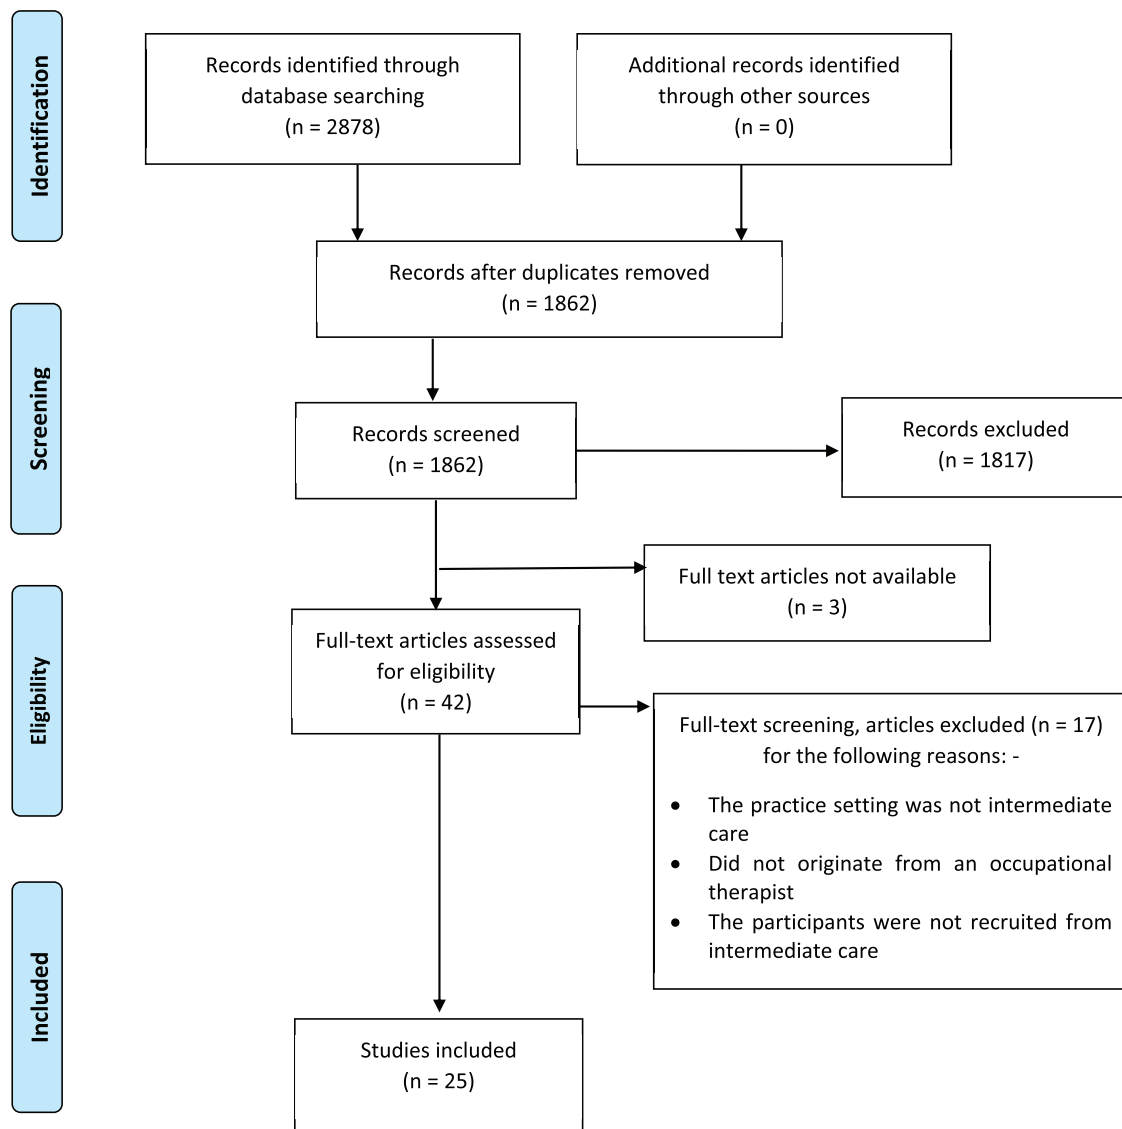 Identification
Records identified through
database searching
(n = 2878)
Additional records identified
through other sources
(n = 0)
Records after duplicates removed
(n = 1862)
Screening
Records screened
(n = 1862)
Records excluded
(n = 1817)
Full text articles not available
(n = 3)
Eligibility
Full-text articles assessed
for eligibility
(n = 42)
Full-text screening, articles excluded (n = 17)
for the following reasons: -
• The practice setting was not intermediate
care
• Did not originate from an occupational
therapist
• The participants were not recruited from
intermediate care
Included
Studies included
(n = 25)